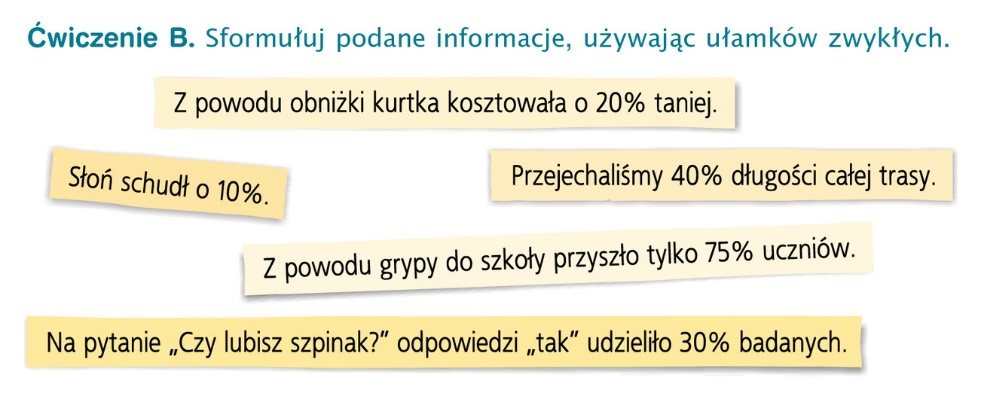 Ćwiczenie B. Sformułuj podane informacje, używając ułamków zwykłych.
Z powodu obniżki kurtka kosztowała o 20% taniej.
Słoń schudł o 10%.
Przejechaliśmy 40% długości całej trasy.
Z powodu grypy do szkoły przyszło tylko 75% uczniów.
Na pytanie „Czy lubisz szpinak?” odpowiedzi „tak” udzieliło 30% badanych.